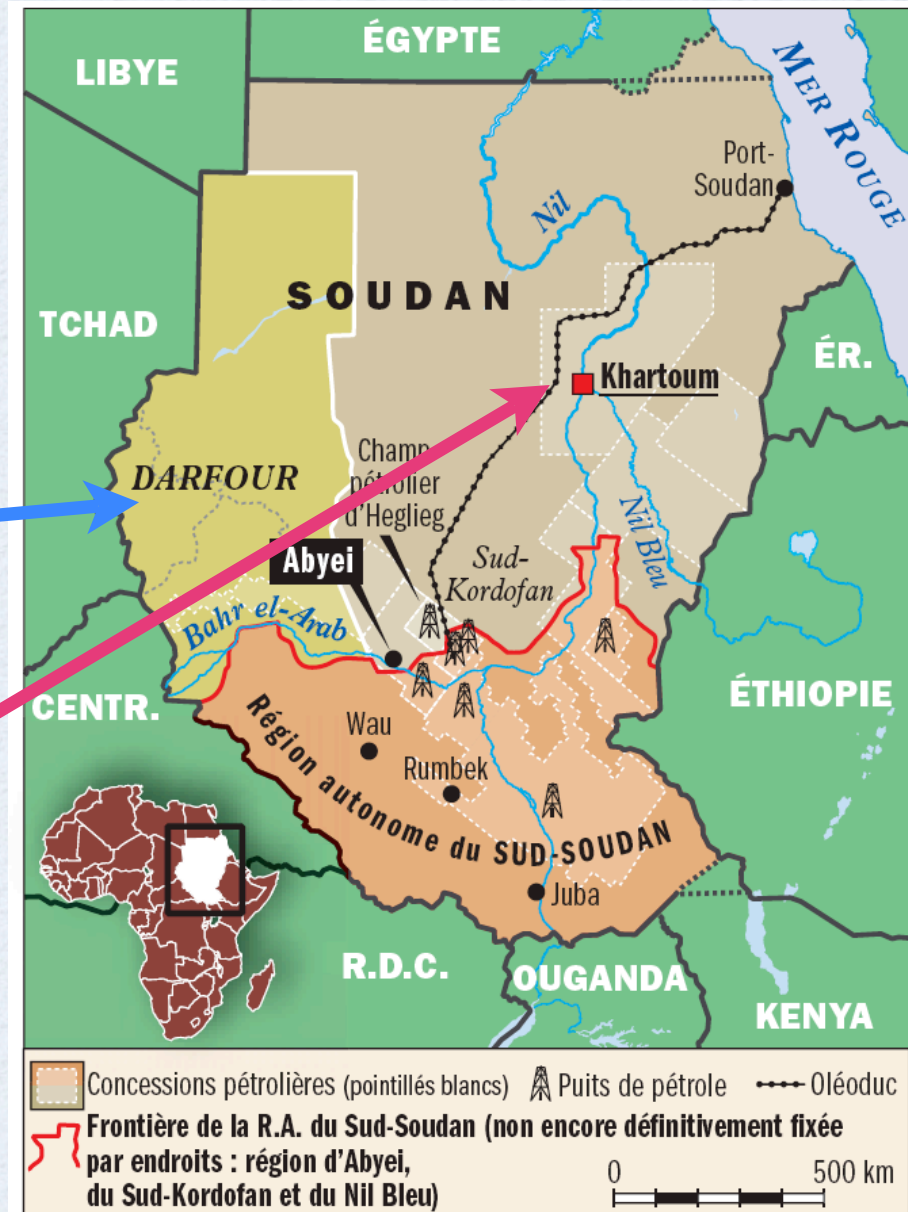 ÉGYPTE
LIBYE
MER ROUGE
Port-
Soudan
Nil
SOUDAN
TCHAD
ÉR.
Khartoum
Champ
pétrolier
d'Heglieg
DARFOUR
Nil Bleu
Abyei
Sud-
Kordofan
Bahr el-Arab
CENTR.
ÉTHIOPIE
Wau
Rumbek
Région autonome du SUD-SOUDAN
Juba
R.D.C.
OUGANDA
KENYA
Concessions pétrolières (pointillés blancs) Puits de pétrole Oléoduc
Frontière de la R.A. du Sud-Soudan (non encore définitivement fixée
par endroits : région d'Abyei,
du Sud-Kordofan et du Nil Bleu)
0 500 km